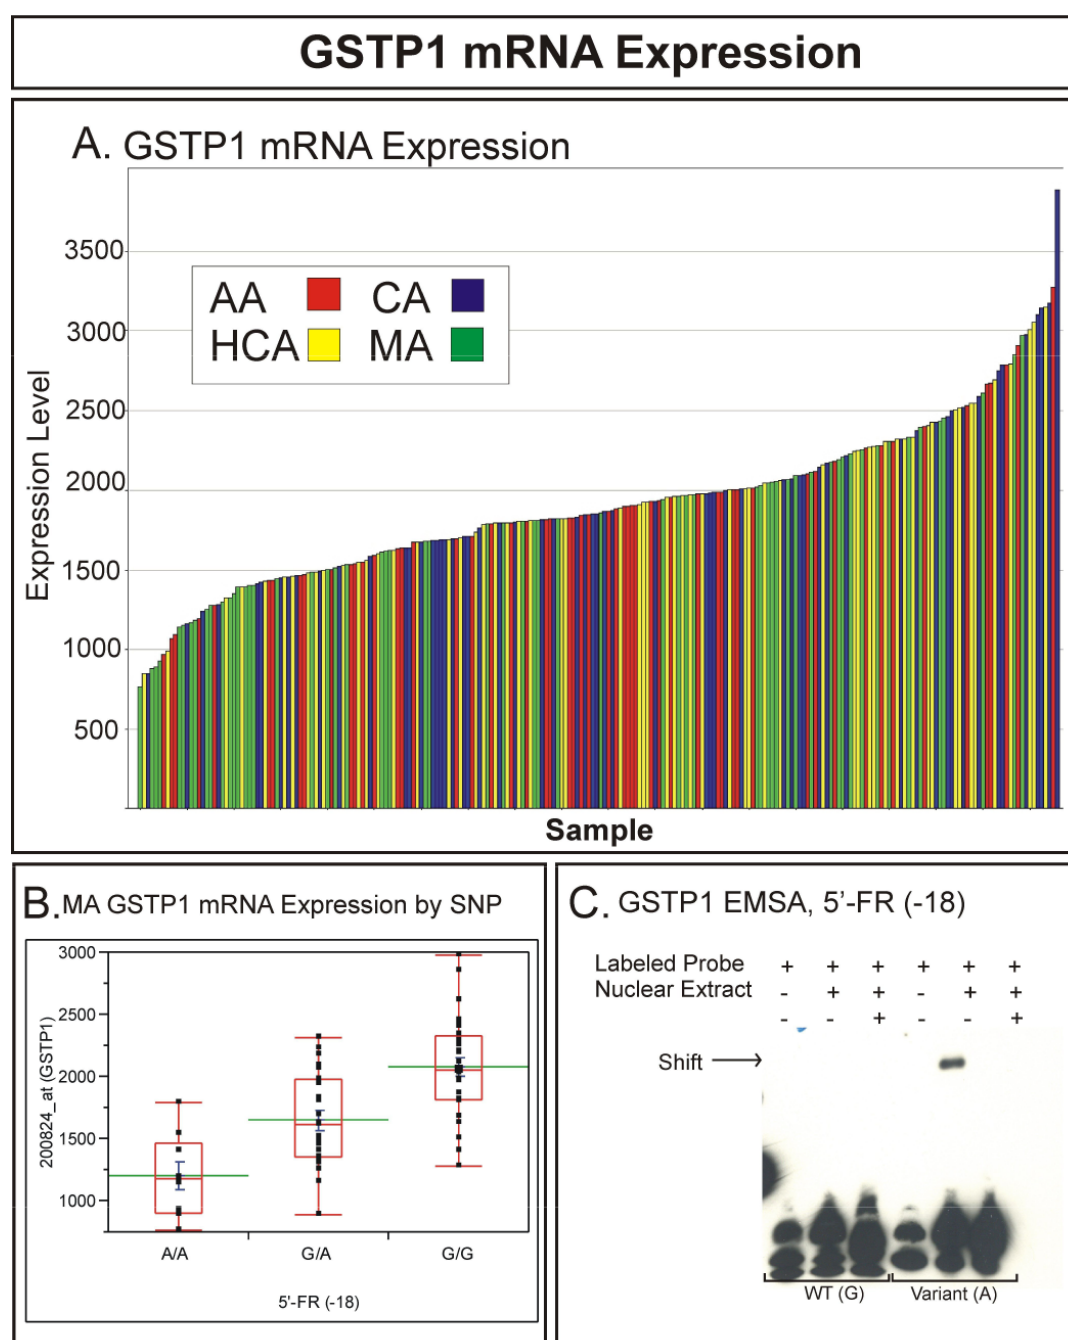 GSTP1 mRNA Expression
A. GSTP1 mRNA Expression
3500
3000
2500
2000
1500
1000
500
Expression Level
AA CA
HCA MA
Sample
B. MA GSTP1 mRNA Expression by SNP
3000
2500
2000
1500
1000
200824_at (GSTP1)
A/A G/A G/G
5'-FR (-18)
C. GSTP1 EMSA, 5'-FR (-18)
Labeled Probe + + + + + +
Nuclear Extract - + + - + +
- - + - - +
Shift
WT (G) Variant (A)